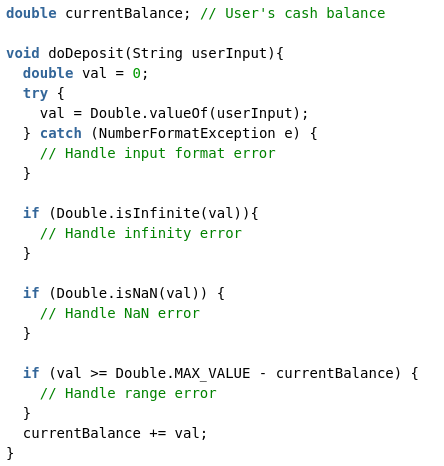 double currentBalance; // User's cash balance

void doDeposit(String userInput){
  double val = 0;
  try {
    val = Double.valueOf(userInput);
  } catch (NumberFormatException e) {
    // Handle input format error
  }

  if (Double.isInfinite(val)){
    // Handle infinity error
  }

  if (Double.isNaN(val)) {
    // Handle NaN error
  }

  if (val >= Double.MAX_VALUE - currentBalance) {
    // Handle range error
  }
  currentBalance += val;
}